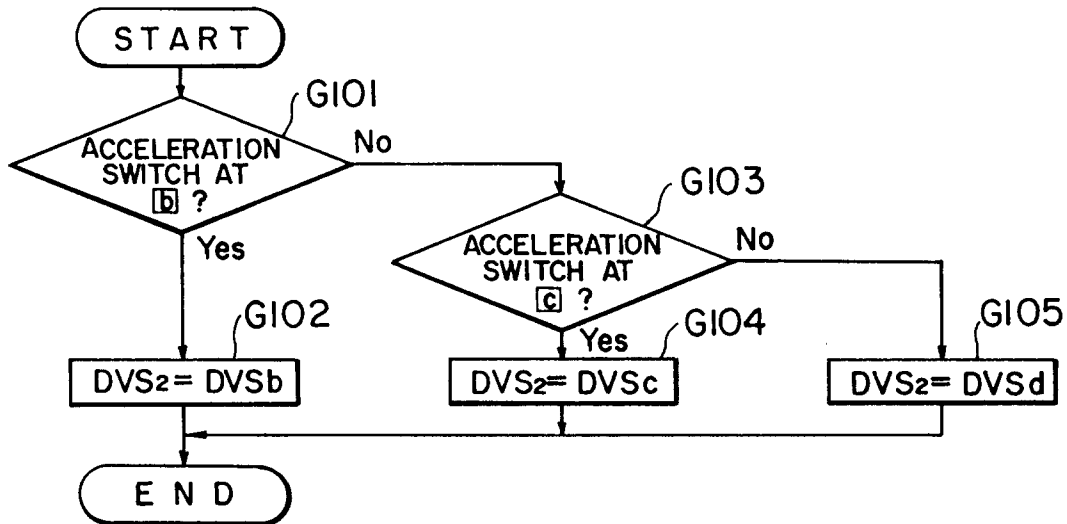 START
G101
ACCELERATION
SWITCH AT
b ?
No
Yes
G103
ACCELERATION
SWITCH AT
c ?
No
Yes
G102
DVS2 = DVSb
G104
DVS2 = DVSc
G105
DVS2 = DVSd
END